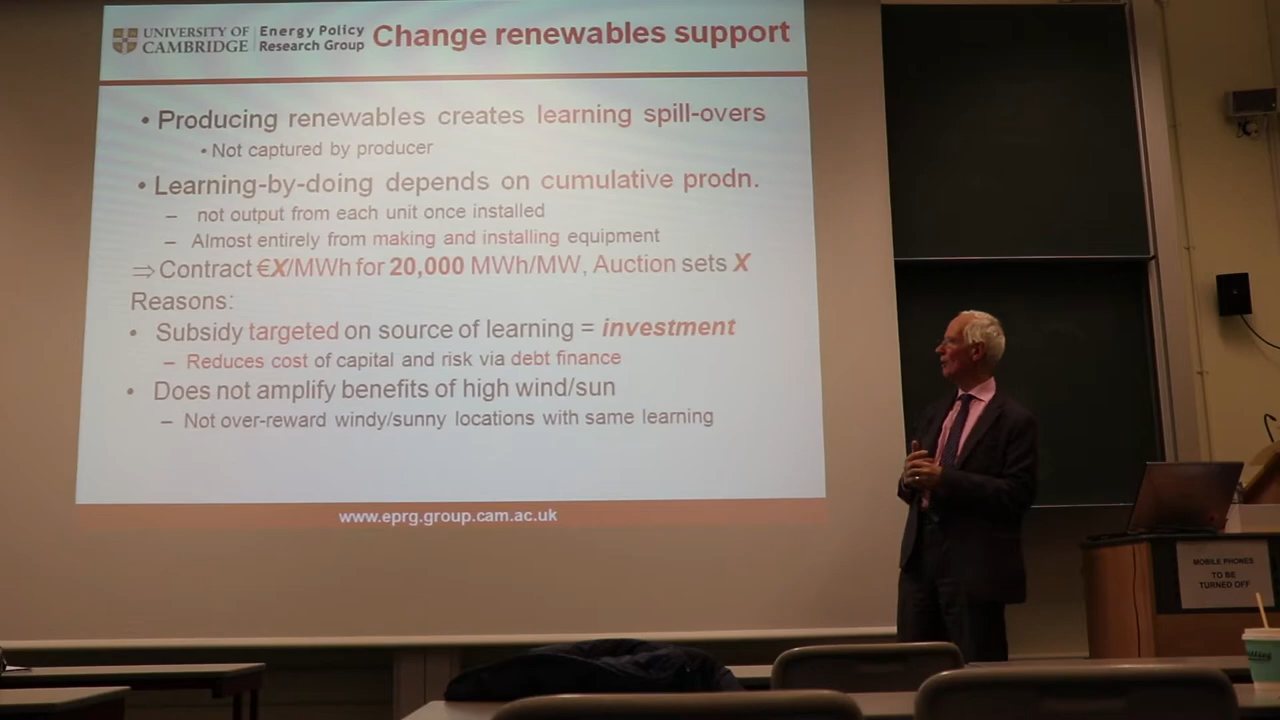 UNIVERSITY OF
CAMBRIDGE
Energy Policy
Research Group
Change renewables support
• Producing renewables creates learning spill-overs
• Not captured by producer
• Learning-by-doing depends on cumulative prodn.
– not output from each unit once installed
– Almost entirely from making and installing equipment
⇒ Contract €X/MWh for 20,000 MWh/MW, Auction sets X
Reasons:
• Subsidy targeted on source of learning = investment
– Reduces cost of capital and risk via debt finance
• Does not amplify benefits of high wind/sun
– Not over-reward windy/sunny locations with same learning
www.eprg.group.cam.ac.uk
MOBILE PHONES
TO BE
TURNED OFF